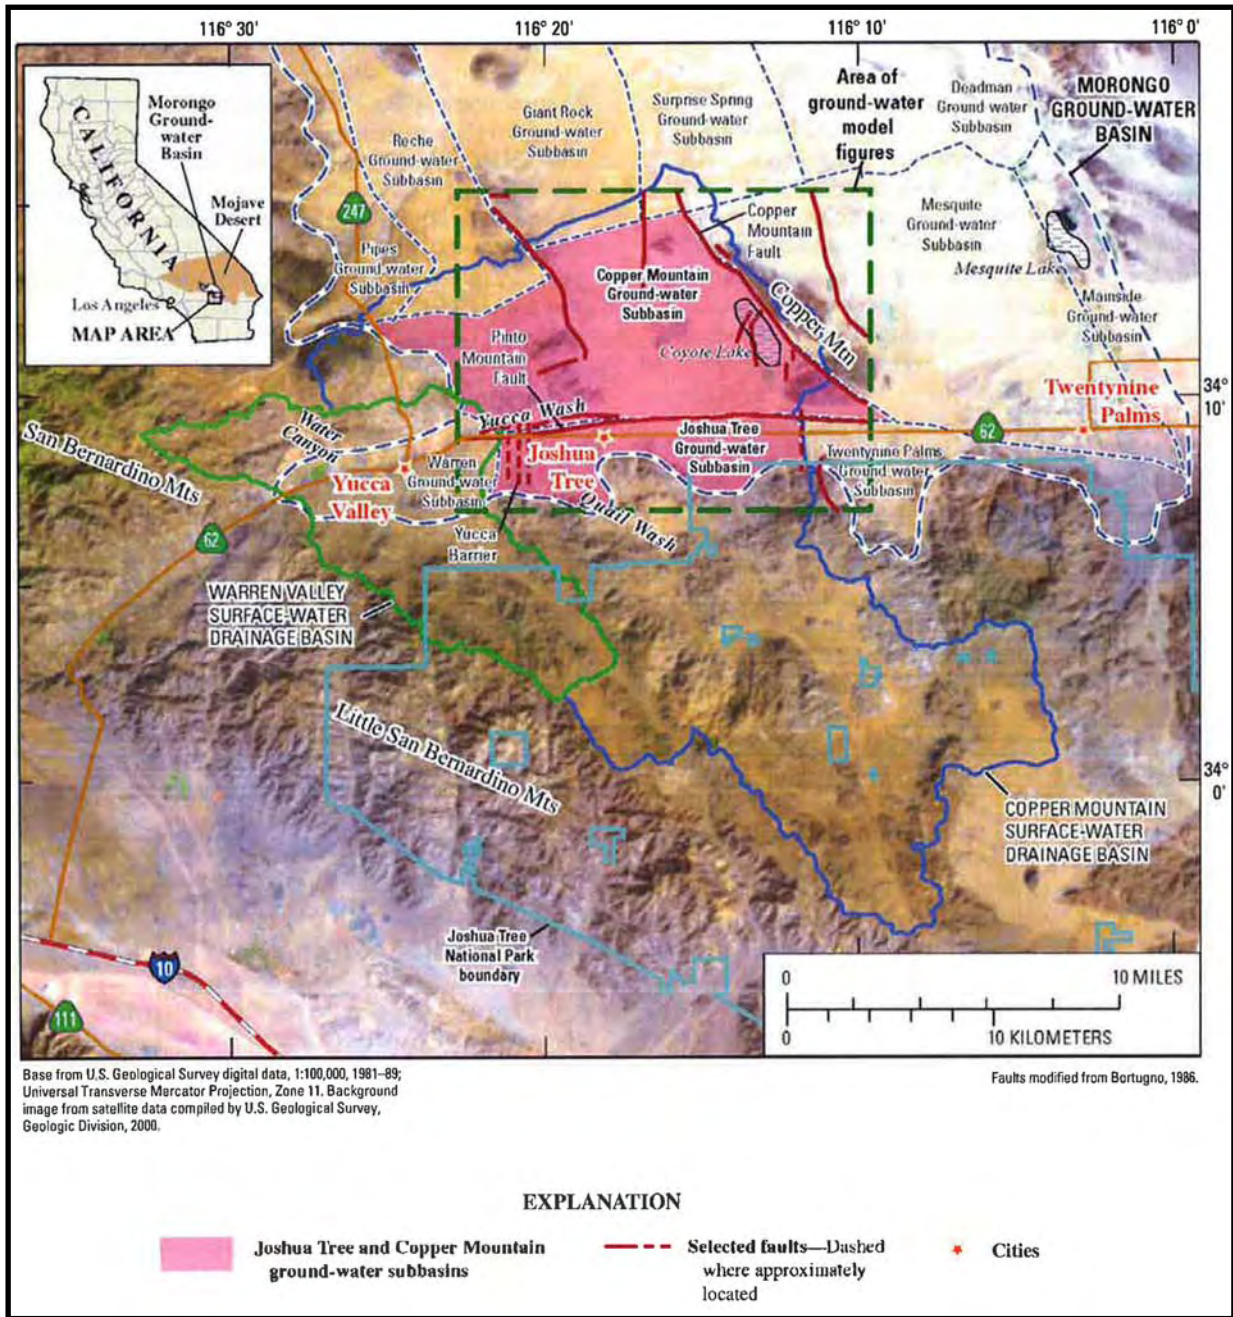 116° 30'
116° 20'
116° 10'
116° 0'
CALIFORNIA
Morongo
Ground-
water
Basin
Mojave
Desert
Los Angeles
MAP AREA
247
Reche
Ground-water
Subbasin
Giant Rock
Ground-water
Subbasin
Surprise Spring
Ground-water
Subbasin
Area of
ground-water
model
figures
Deadman
Ground-water
Subbasin
MORONGO
GROUND-WATER
BASIN
Pipes
Ground-water
Subbasin
Copper
Mountain
Fault
Mesquite
Ground-water
Subbasin
Mesquite Lake
Copper Mountain
Ground-water
Subbasin
Copper Mtn
Mainside
Ground-water
Subbasin
Pinto
Mountain
Fault
Coyote Lake
Twentynine
Palms
34°
10'
Yucca Wash
Water
Canyon
San Bernardino Mts
Joshua
Tree
Joshua Tree
Ground-water
Subbasin
62
Twentynine Palms
Ground-water
Subbasin
Warren
Ground-water
Subbasin
Yucca
Valley
Quail Wash
Yucca
Barrier
62
WARREN VALLEY
SURFACE-WATER
DRAINAGE BASIN
Little San Bernardino Mts
34°
0'
COPPER MOUNTAIN
SURFACE-WATER
DRAINAGE BASIN
Joshua Tree
National Park
boundary
10
111
0 10 MILES
0 10 KILOMETERS
Base from U.S. Geological Survey digital data, 1:100,000, 1981–89;
Universal Transverse Mercator Projection, Zone 11. Background
image from satellite data compiled by U.S. Geological Survey,
Geologic Division, 2000.
Faults modified from Bortugno, 1986.
EXPLANATION
Joshua Tree and Copper Mountain
ground-water subbasins
Selected faults—Dashed
where approximately
located
Cities